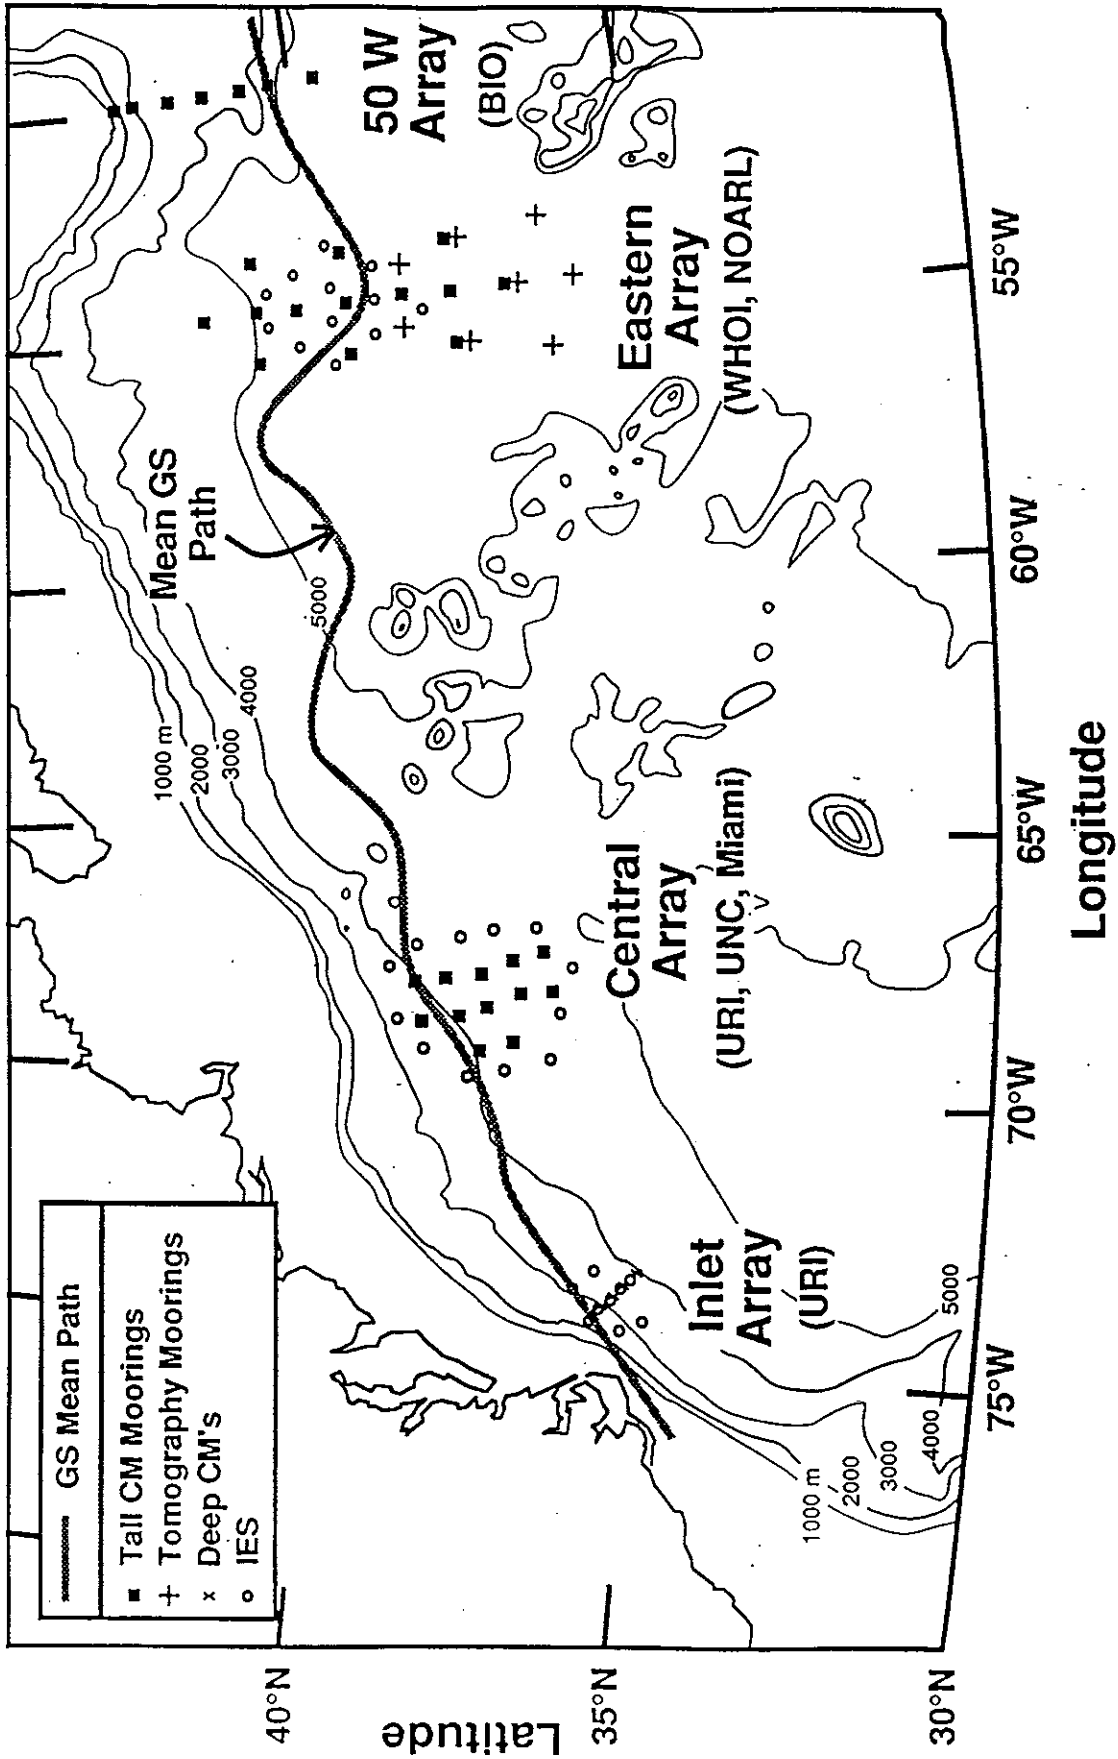 GS Mean Path
Tall CM Moorings
Tomography Moorings
Deep CM's
IES
Mean GS
Path
50 W
Array
(BIO)
Eastern
Array
(WHOI, NOARL)
Central
Array
(URI, UNC, Miami)
Inlet
Array
(URI)
1000 m
2000
3000
4000
5000
1000 m
2000
3000
4000
5000
40°N
35°N
30°N
Latitude
75°W
70°W
65°W
60°W
55°W
Longitude